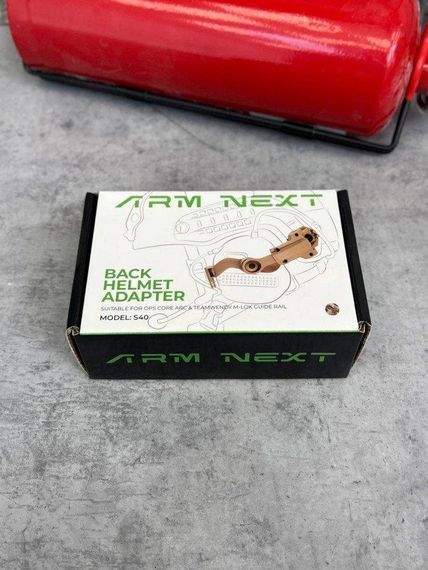 ARM NEXT
BACK
HELMET
ADAPTER
SUITABLE FOR OPS CORE ARC & TEAMWENDY M-LOK GUIDE RAIL
MODEL: S40
ARM NEXT